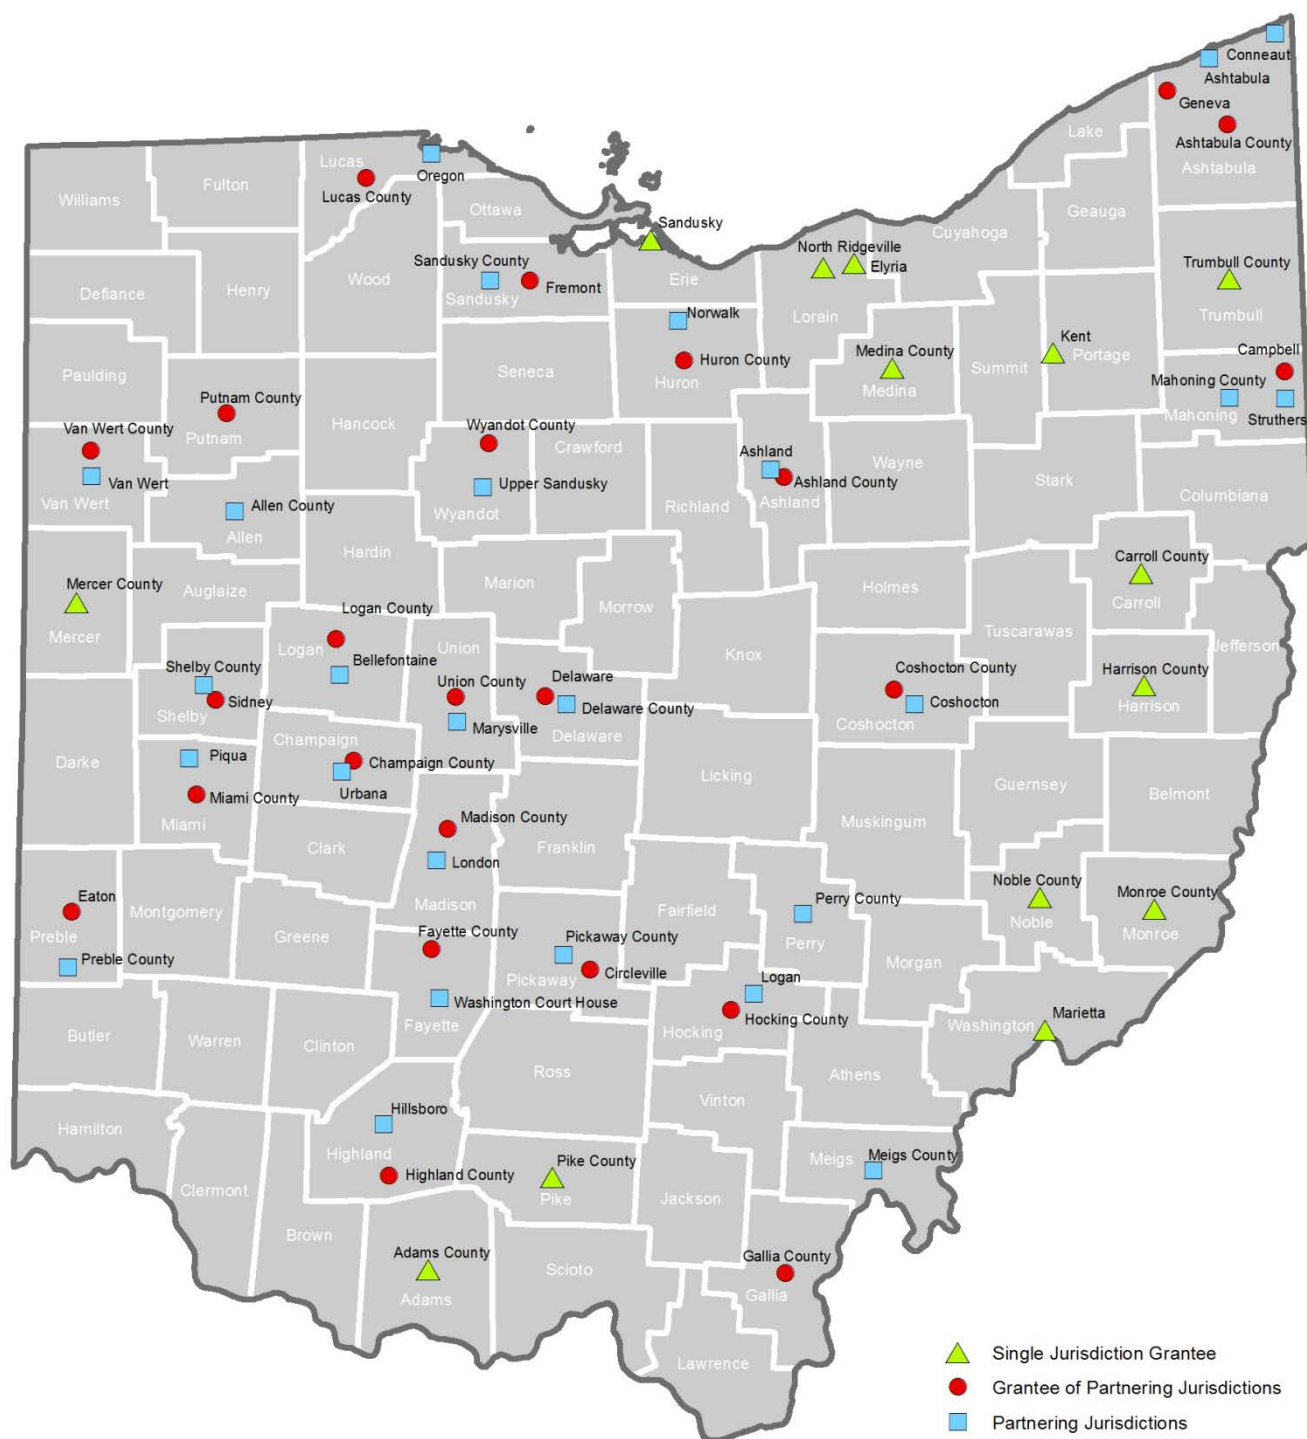 Conneaut
Ashtabula
Geneva
Ashtabula County
Lake
Ashtabula
Lucas
Oregon
Lucas County
Williams
Fulton
Ottawa
Geauga
Sandusky
Cuyahoga
North Ridgeville
Elyria
Sandusky County
Sandusky
Fremont
Wood
Erie
Trumbull County
Trumbull
Defiance
Henry
Norwalk
Lorain
Kent
Portage
Huron County
Huron
Medina County
Medina
Summit
Campbell
Mahoning County
Mahoning
Struthers
Paulding
Seneca
Putnam County
Putnam
Hancock
Van Wert County
Van Wert
Van Wert
Wyandot County
Crawford
Ashland
Ashland County
Ashland
Wayne
Stark
Columbiana
Upper Sandusky
Wyandot
Richland
Allen County
Allen
Hardin
Carroll County
Carroll
Mercer County
Mercer
Auglaize
Marion
Morrow
Holmes
Logan County
Logan
Bellefontaine
Union
Knox
Tuscarawas
Jefferson
Shelby County
Sidney
Shelby
Union County
Marysville
Delaware
Delaware County
Delaware
Coshocton County
Coshocton
Coshocton
Harrison County
Harrison
Champaign
Champaign County
Urbana
Piqua
Miami County
Miami
Darke
Licking
Guernsey
Belmont
Madison County
London
Madison
Clark
Franklin
Muskingum
Eaton
Preble
Preble County
Montgomery
Greene
Fairfield
Perry County
Perry
Noble County
Noble
Monroe County
Monroe
Fayette County
Pickaway County
Circleville
Pickaway
Morgan
Washington Court House
Fayette
Logan
Hocking County
Hocking
Washington
Marietta
Butler
Warren
Clinton
Ross
Athens
Vinton
Hillsboro
Highland
Highland County
Hamilton
Clermont
Pike County
Pike
Jackson
Meigs
Meigs County
Brown
Adams County
Adams
Scioto
Gallia County
Gallia
Lawrence
Single Jurisdiction Grantee
Grantee of Partnering Jurisdictions
Partnering Jurisdictions